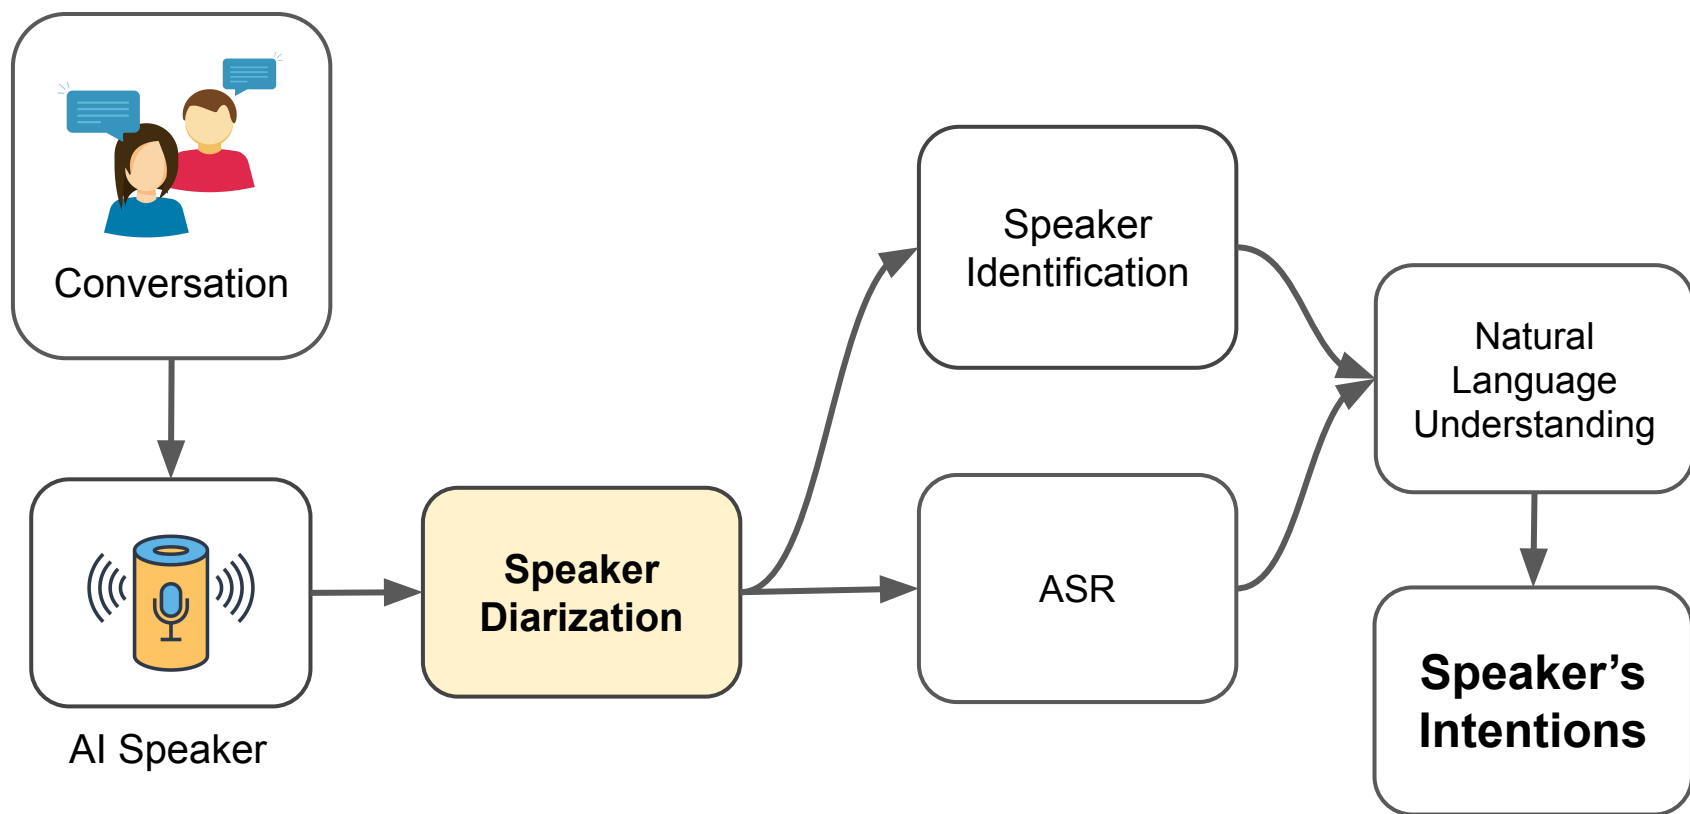 Conversation
AI Speaker
Speaker
Diarization
Speaker
Identification
ASR
Natural
Language
Understanding
Speaker’s
Intentions